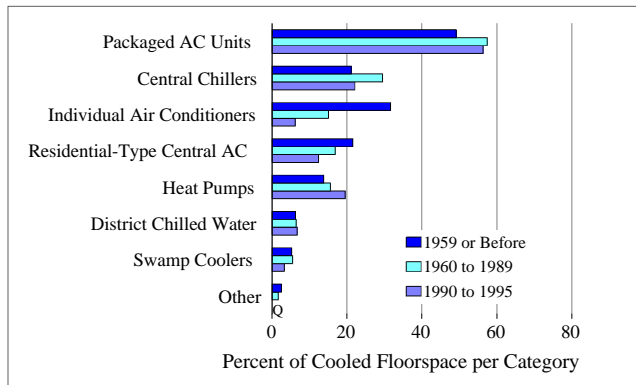 Packaged AC Units
Central Chillers
Individual Air Conditioners
Residential-Type Central AC
Heat Pumps
District Chilled Water
Swamp Coolers
Other
1959 or Before
1960 to 1989
1990 to 1995
Q
0 20 40 60 80
Percent of Cooled Floorspace per Category